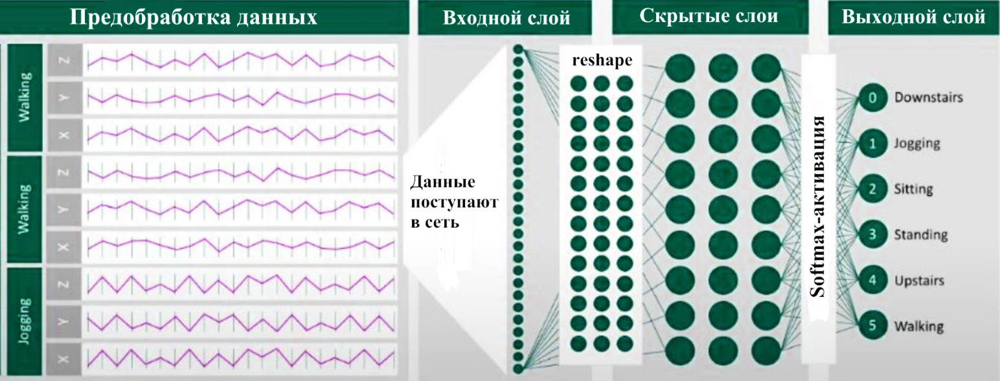 Предобработка данных
Входной слой
Скрытые слои
Выходной слой
Walking
Z
Y
X
Walking
Z
Y
X
Jogging
Z
Y
X
Данные
поступают
в сеть
reshape
Softmax-активация
0 Downstairs
1 Jogging
2 Sitting
3 Standing
4 Upstairs
5 Walking